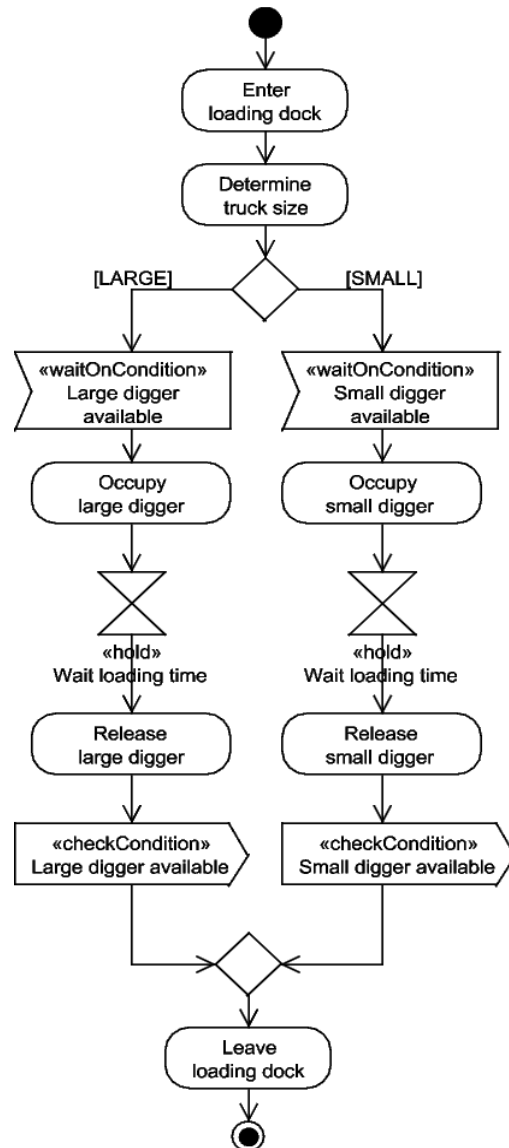 Enter
loading dock
Determine
truck size
[LARGE]
[SMALL]
«waitOnCondition»
Large digger
available
«waitOnCondition»
Small digger
available
Occupy
large digger
Occupy
small digger
«hold»
Wait loading time
«hold»
Wait loading time
Release
large digger
Release
small digger
«checkCondition»
Large digger available
«checkCondition»
Small digger available
Leave
loading dock